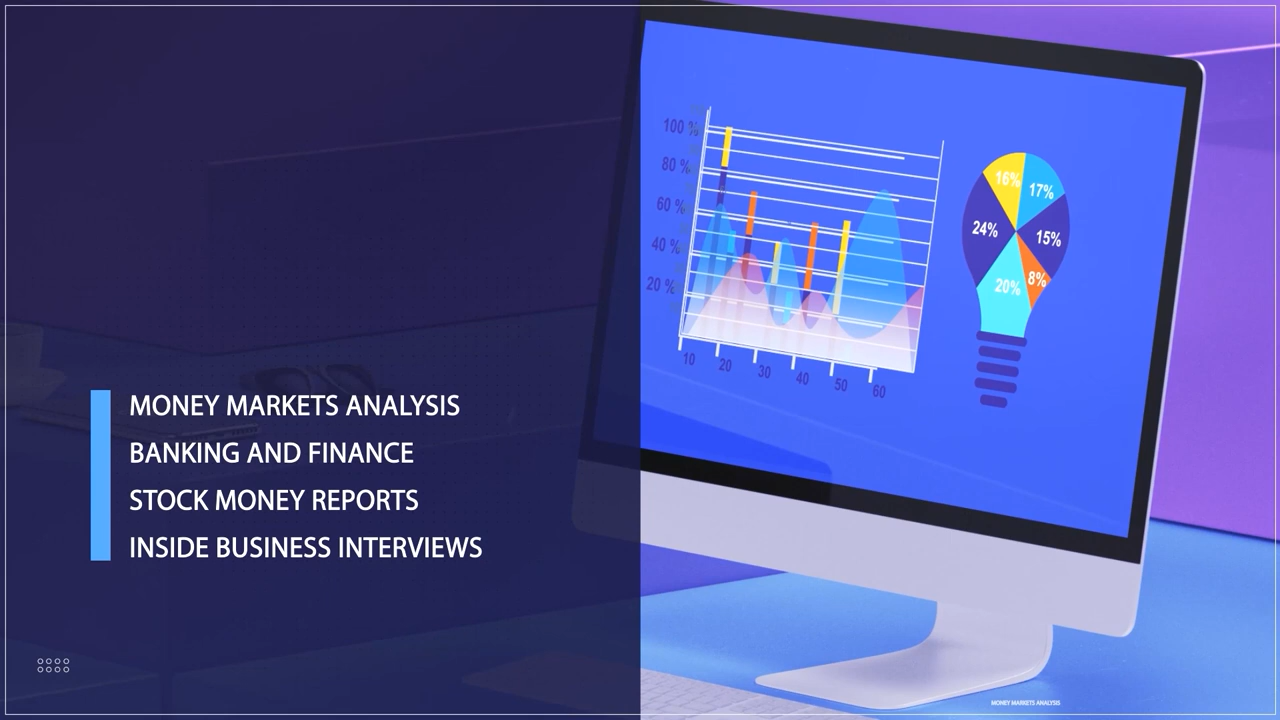 MONEY MARKETS ANALYSIS
BANKING AND FINANCE
STOCK MONEY REPORTS
INSIDE BUSINESS INTERVIEWS
100 %
80 %
60 %
40 %
20 %
10 20 30 40 50 60
16% 17%
24% 15%
20% 8%
MONEY MARKETS ANALYSIS